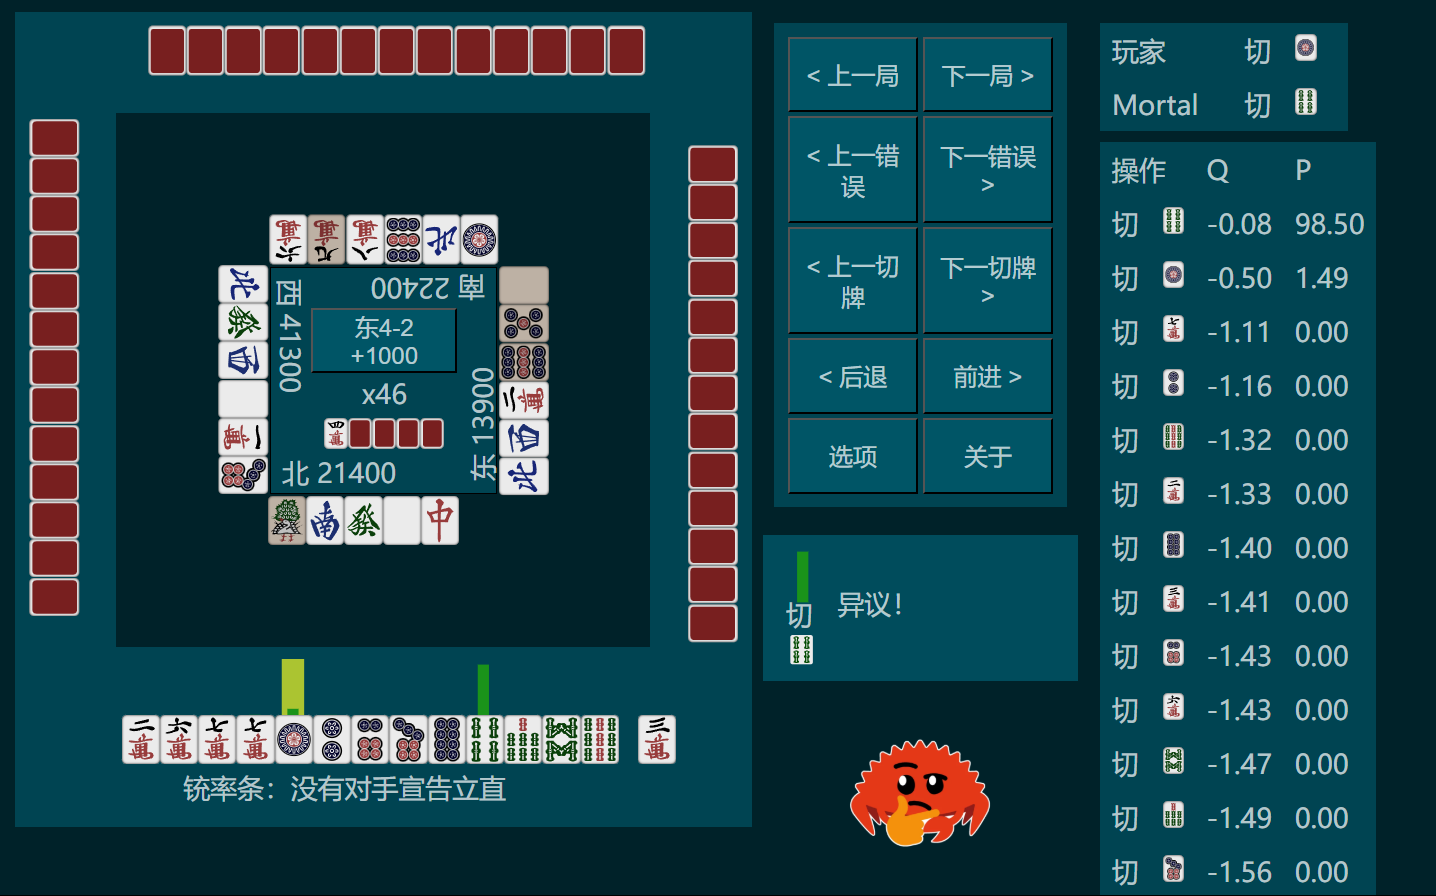 南 22400
西 41300
东4-2
+1000
x46
东 13900
北 21400
铳率条：没有对手宣告立直
< 上一局
下一局 >
< 上一错误
下一错误 >
< 上一切牌
下一切牌 >
< 后退
前进 >
选项
关于
切
异议！
玩家 切
Mortal 切
操作 Q P
切 -0.08 98.50
切 -0.50 1.49
切 -1.11 0.00
切 -1.16 0.00
切 -1.32 0.00
切 -1.33 0.00
切 -1.40 0.00
切 -1.41 0.00
切 -1.43 0.00
切 -1.43 0.00
切 -1.47 0.00
切 -1.49 0.00
切 -1.56 0.00